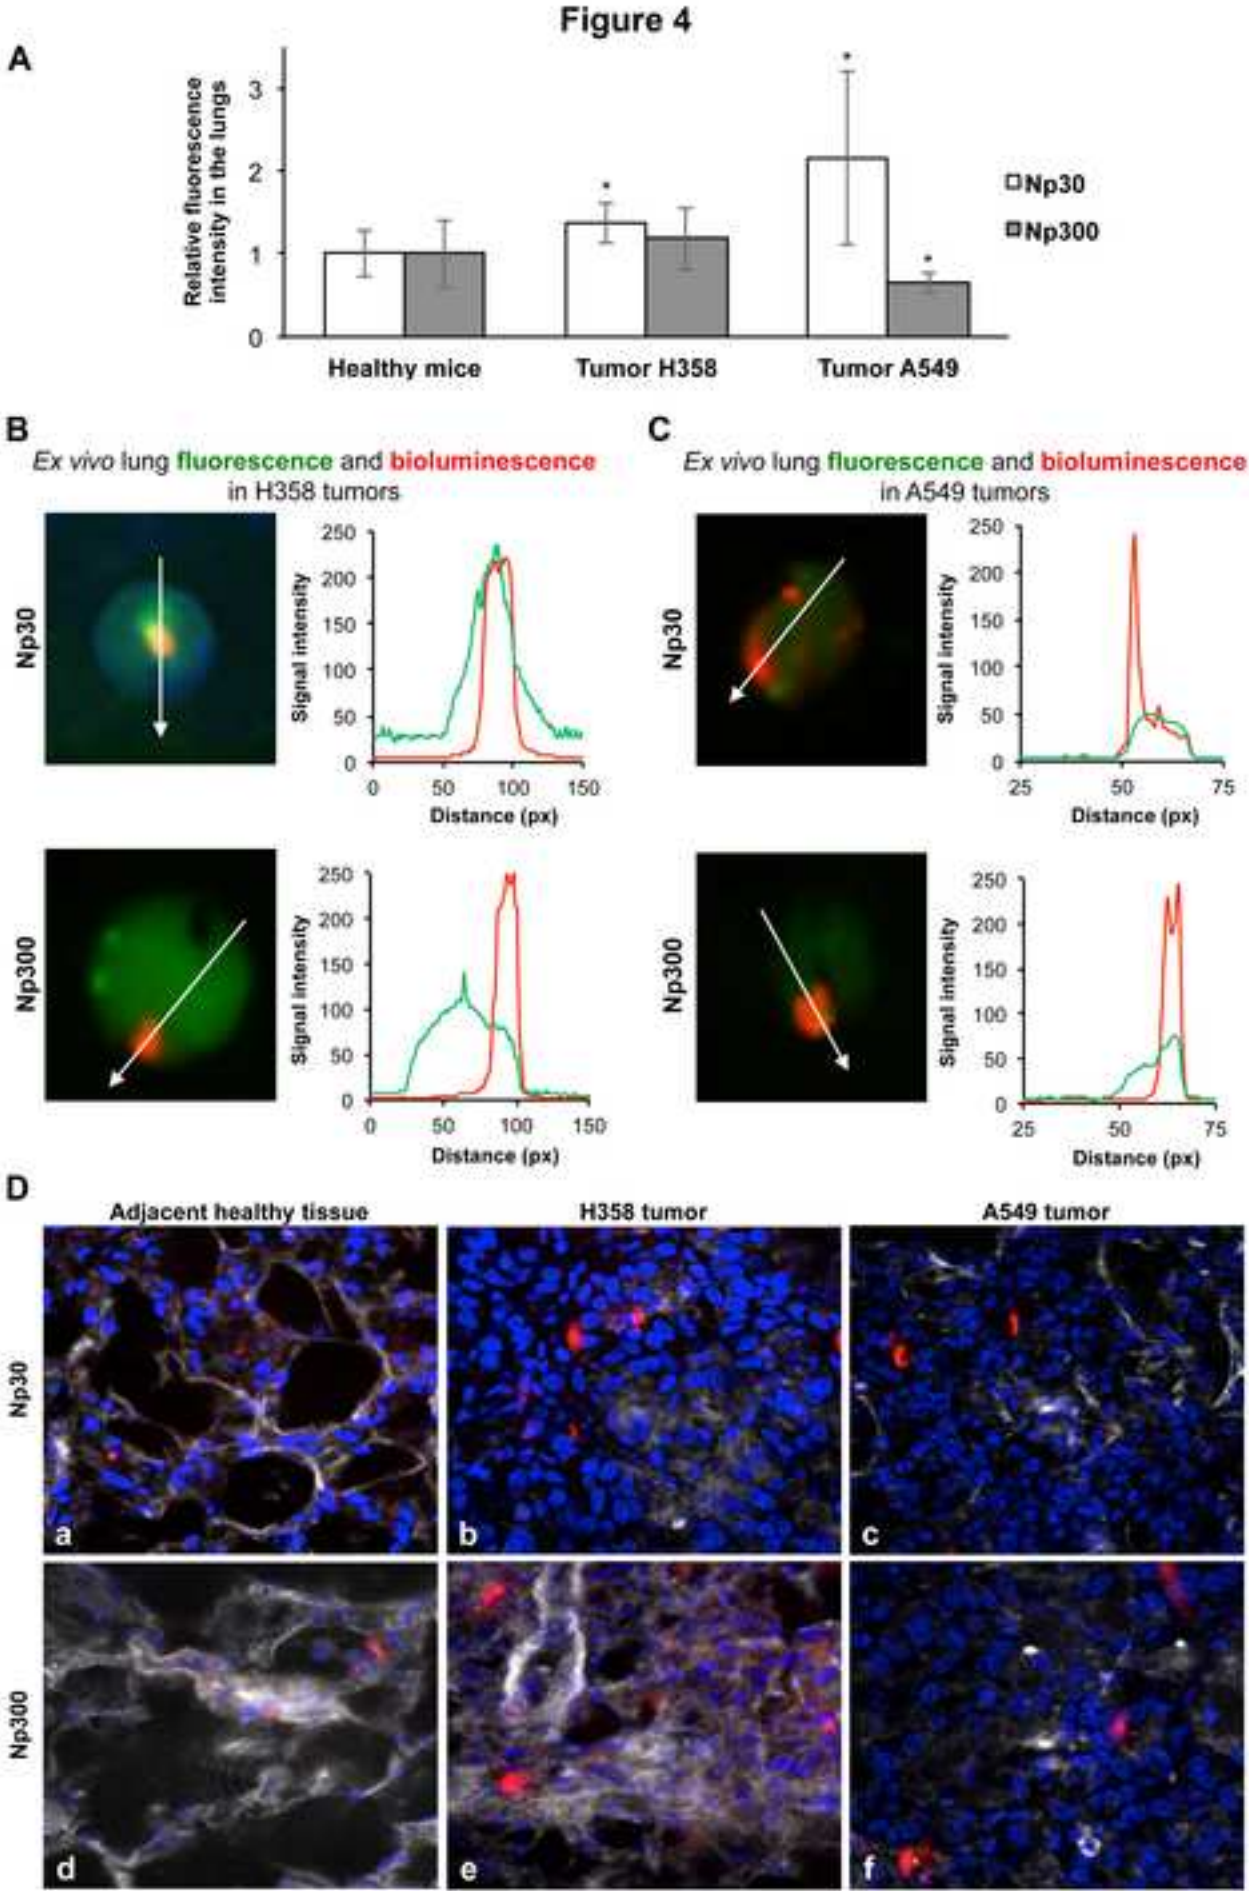 Figure 4
A
Relative fluorescence
intensity in the lungs
3
2
1
0
*
*
*
Np30
Np300
Healthy mice
Tumor H358
Tumor A549
B
Ex vivo lung fluorescence and bioluminescence
in H358 tumors
Np30
Signal intensity
250
200
150
100
50
0
0 50 100 150
Distance (px)
Np300
Signal intensity
250
200
150
100
50
0
0 50 100 150
Distance (px)
C
Ex vivo lung fluorescence and bioluminescence
in A549 tumors
Np30
Signal intensity
250
200
150
100
50
0
25 50 75
Distance (px)
Np300
Signal intensity
250
200
150
100
50
0
25 50 75
Distance (px)
D
Adjacent healthy tissue
H358 tumor
A549 tumor
Np30
a
b
c
Np300
d
e
f